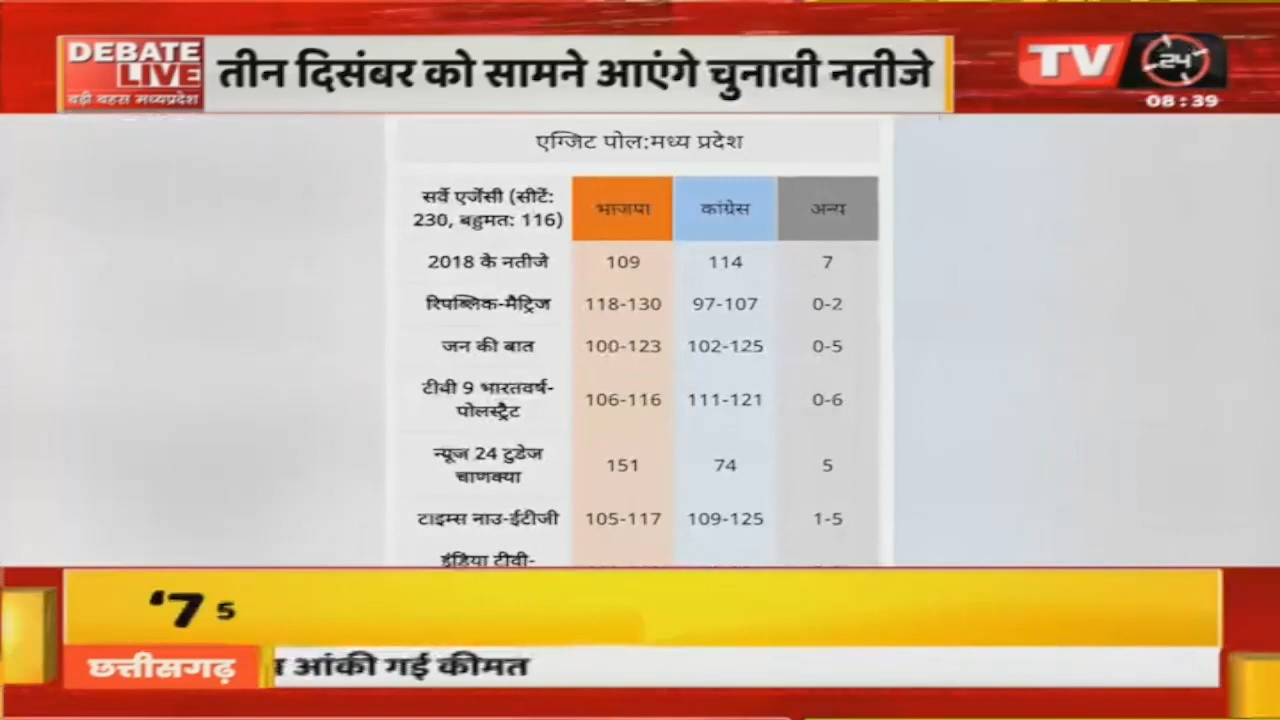 DEBATE
LIVE
बड़ी बहस मध्यप्रदेश
तीन दिसंबर को सामने आएंगे चुनावी नतीजे
TV 24
08:39
एग्जिट पोल:मध्य प्रदेश
सर्वे एजेंसी (सीटें: 230, बहुमत: 116) भाजपा कांग्रेस अन्य
2018 के नतीजे 109 114 7
रिपब्लिक-मैट्रिज 118-130 97-107 0-2
जन की बात 100-123 102-125 0-5
टीवी 9 भारतवर्ष-पोलस्ट्रैट 106-116 111-121 0-6
न्यूज 24 टुडेज चाणक्या 151 74 5
टाइम्स नाउ-ईटीजी 105-117 109-125 1-5
इंडिया टीवी-
‘7 5
छत्तीसगढ़
आंकी गई कीमत